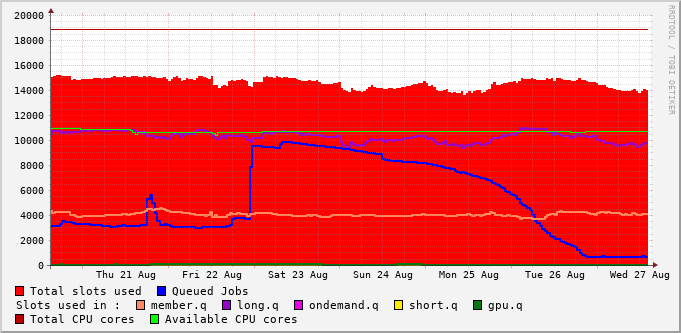 RRDTOOL / TOBI OETIKER
20000
18000
16000
14000
12000
10000
8000
6000
4000
2000
0
Thu 21 Aug Fri 22 Aug Sat 23 Aug Sun 24 Aug Mon 25 Aug Tue 26 Aug Wed 27 Aug
Total slots used Queued Jobs
Slots used in : member.q long.q ondemand.q short.q gpu.q
Total CPU cores Available CPU cores